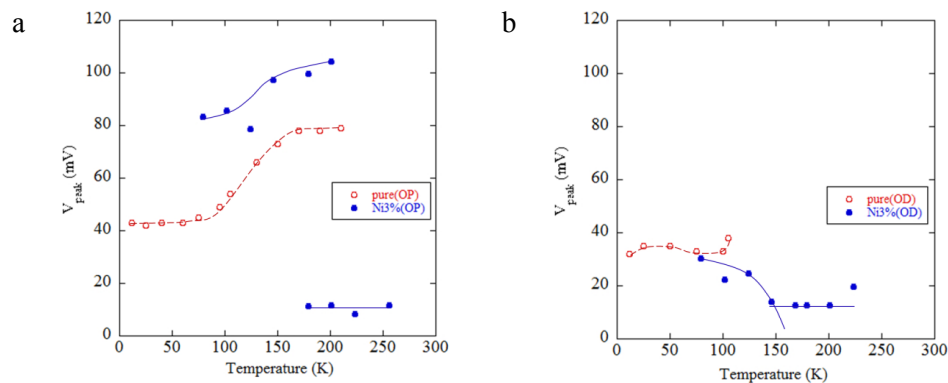 a
120
100
80
60
40
20
0
V_peak (mV)
pure(OP)
Ni3%(OP)
0 50 100 150 200 250 300
Temperature (K)
b
120
100
80
60
40
20
0
V_peak (mV)
pure(OD)
Ni3%(OD)
0 50 100 150 200 250 300
Temperature (K)